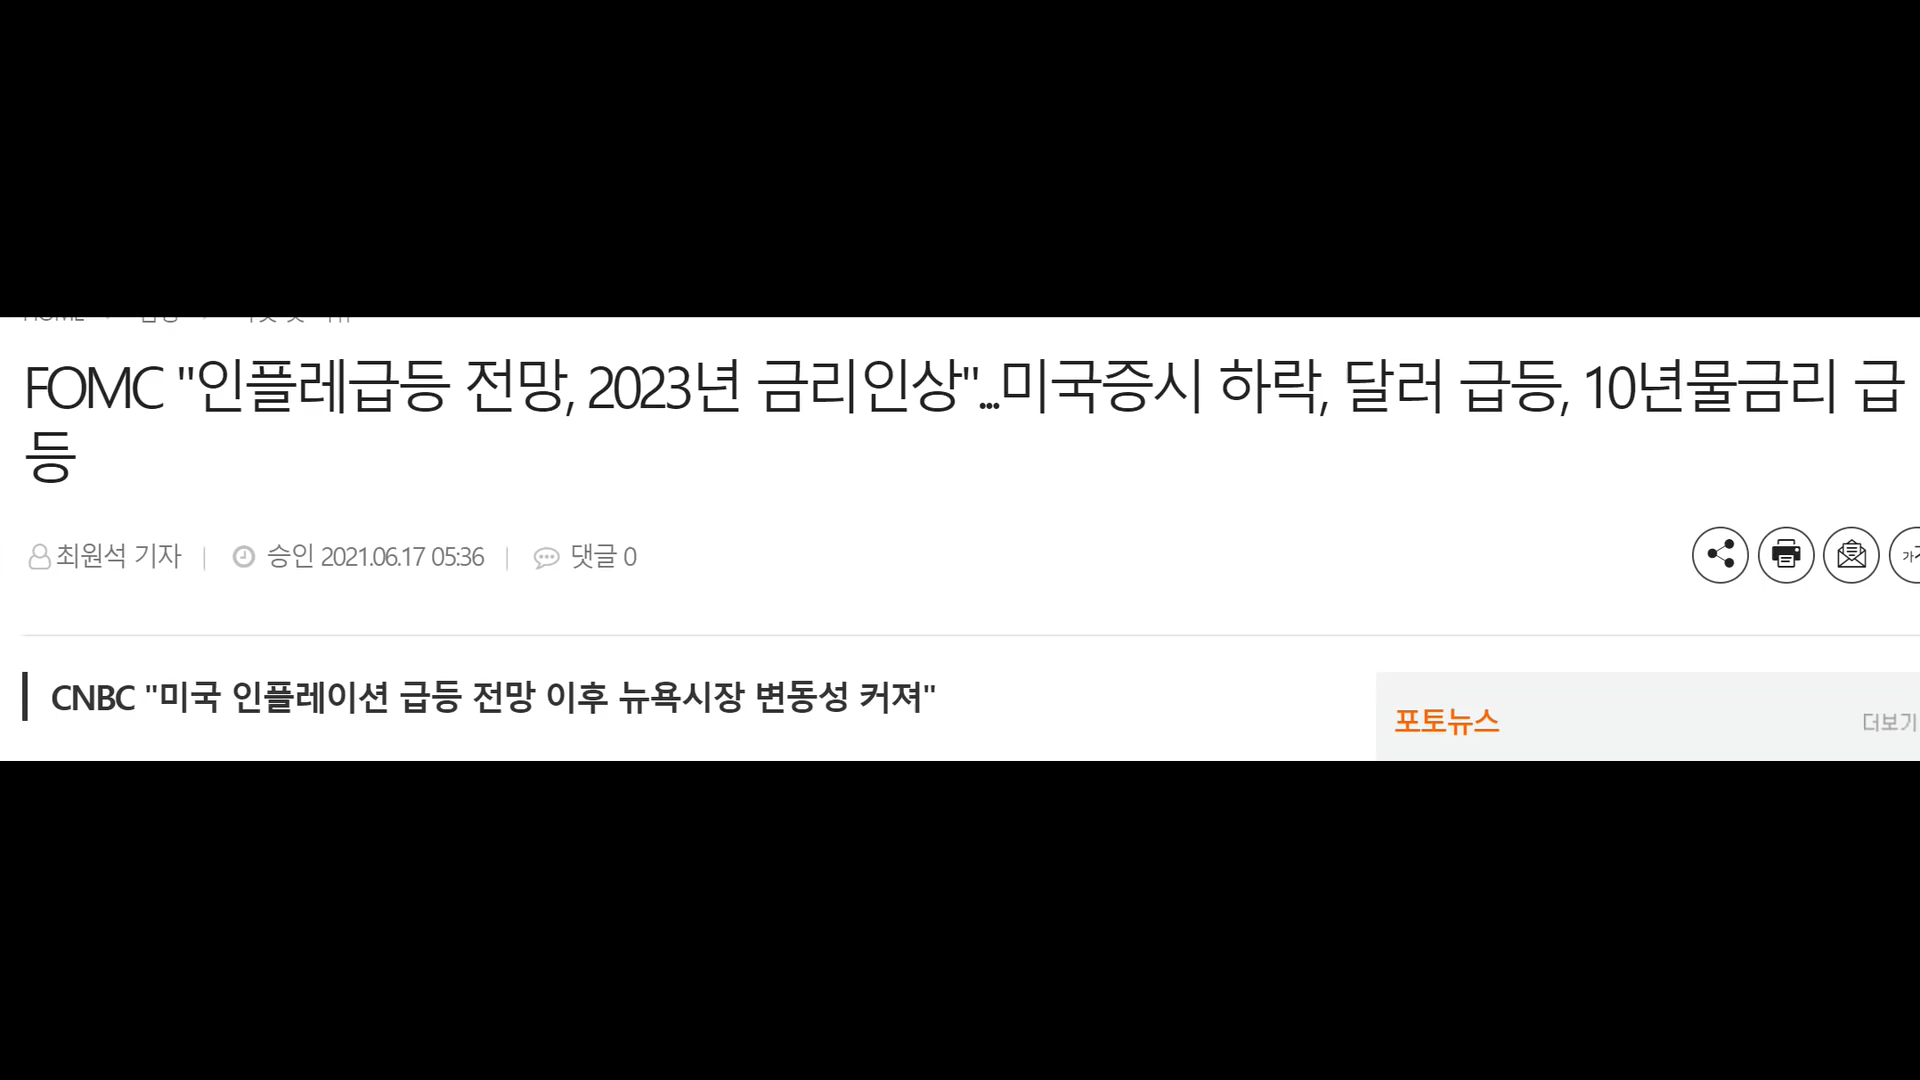 FOMC "인플레급등 전망, 2023년 금리인상"...미국증시 하락, 달러 급등, 10년물금리 급
등
최원석 기자 | 승인 2021.06.17 05:36 | 댓글 0
CNBC "미국 인플레이션 급등 전망 이후 뉴욕시장 변동성 커져"
포토뉴스 더보기